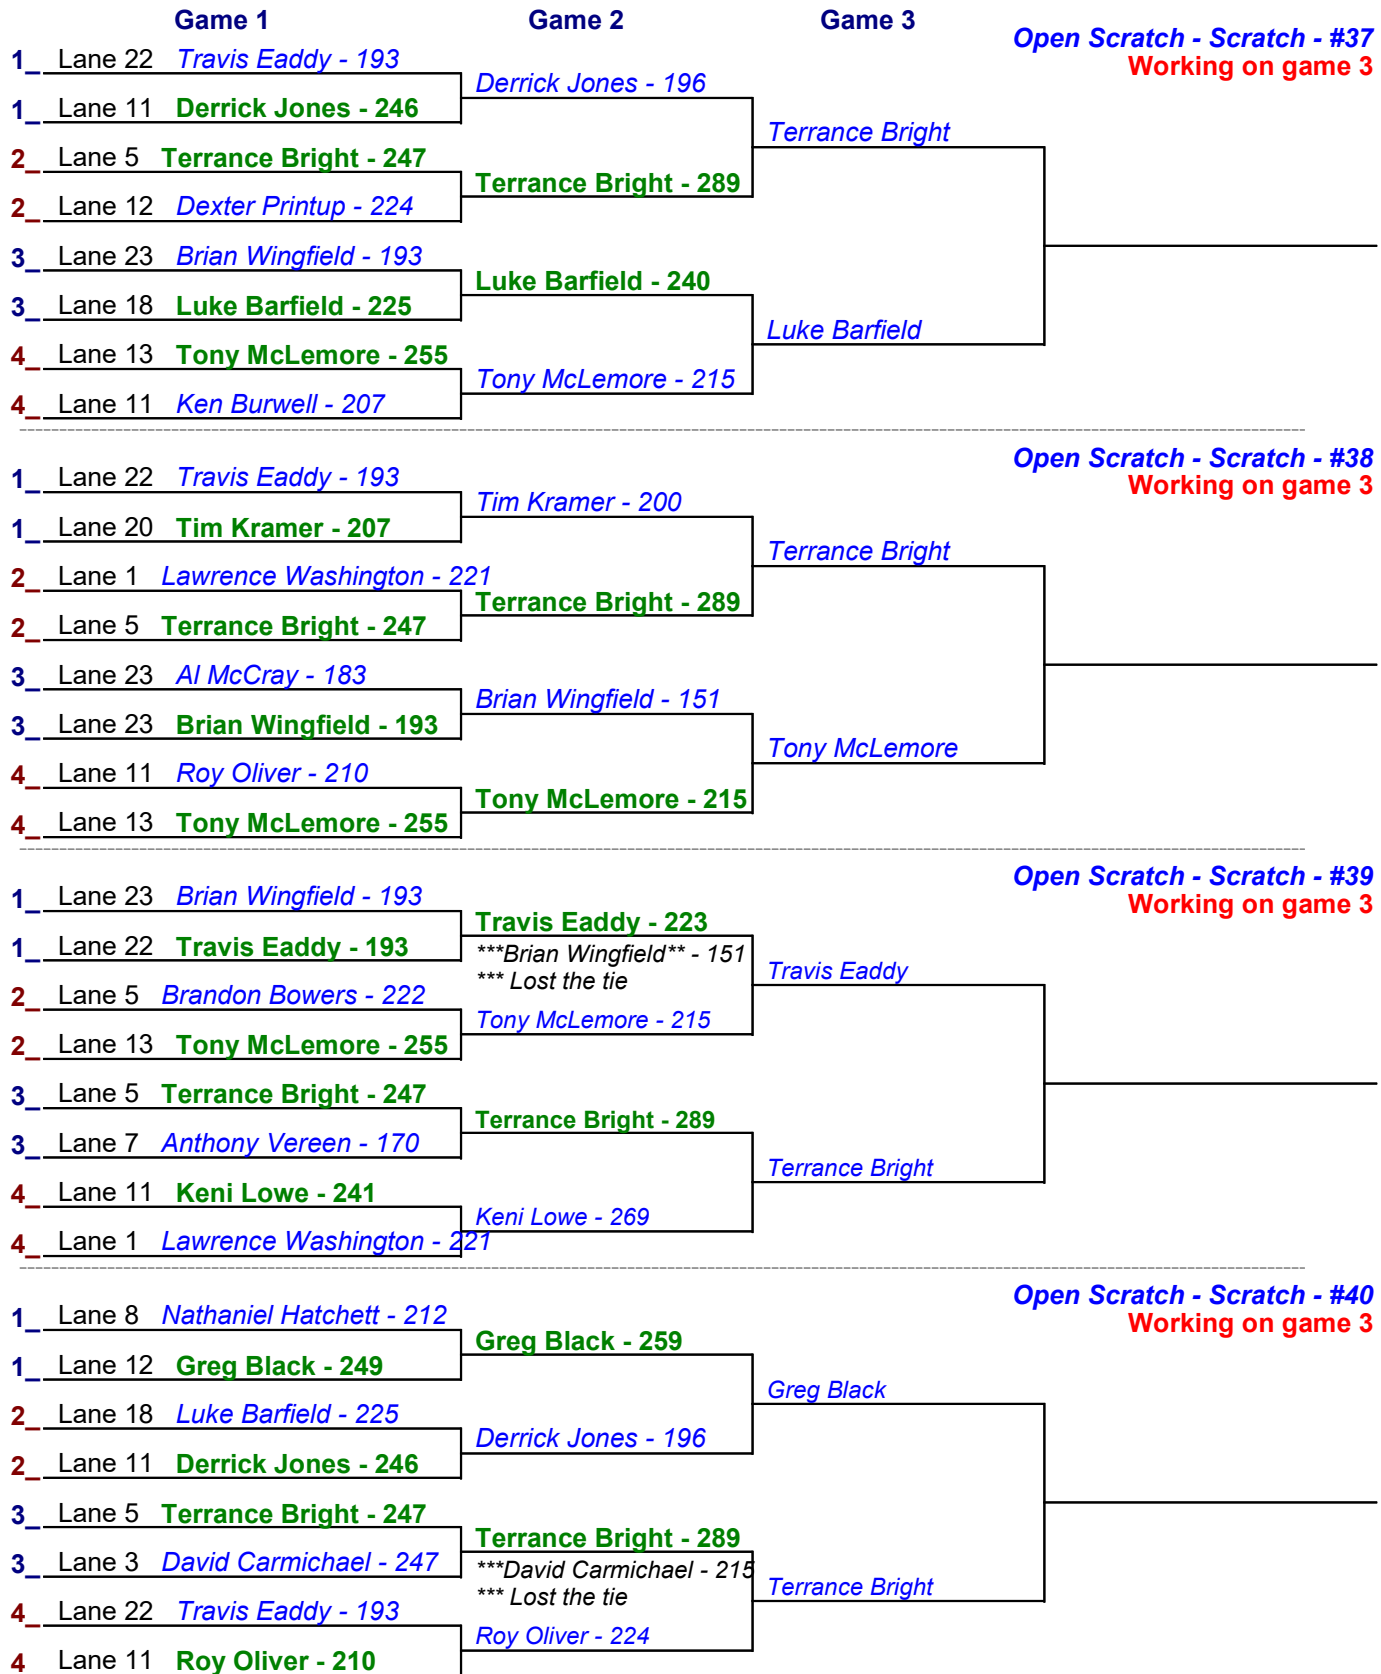 Game 1 Game 2 Game 3
Open Scratch - Scratch - #37
Working on game 3
1_ Lane 22 Travis Eaddy - 193
Derrick Jones - 196
1_ Lane 11 Derrick Jones - 246
Terrance Bright
2_ Lane 5 Terrance Bright - 247
Terrance Bright - 289
2_ Lane 12 Dexter Printup - 224
3_ Lane 23 Brian Wingfield - 193
Luke Barfield - 240
3_ Lane 18 Luke Barfield - 225
Luke Barfield
4_ Lane 13 Tony McLemore - 255
Tony McLemore - 215
4_ Lane 11 Ken Burwell - 207
Open Scratch - Scratch - #38
Working on game 3
1_ Lane 22 Travis Eaddy - 193
Tim Kramer - 200
1_ Lane 20 Tim Kramer - 207
Terrance Bright
2_ Lane 1 Lawrence Washington - 221
Terrance Bright - 289
2_ Lane 5 Terrance Bright - 247
3_ Lane 23 Al McCray - 183
Brian Wingfield - 151
3_ Lane 23 Brian Wingfield - 193
Tony McLemore
4_ Lane 11 Roy Oliver - 210
Tony McLemore - 215
4_ Lane 13 Tony McLemore - 255
Open Scratch - Scratch - #39
Working on game 3
1_ Lane 23 Brian Wingfield - 193
Travis Eaddy - 223
1_ Lane 22 Travis Eaddy - 193
***Brian Wingfield** - 151
*** Lost the tie
Travis Eaddy
2_ Lane 5 Brandon Bowers - 222
Tony McLemore - 215
2_ Lane 13 Tony McLemore - 255
3_ Lane 5 Terrance Bright - 247
Terrance Bright - 289
3_ Lane 7 Anthony Vereen - 170
Terrance Bright
4_ Lane 11 Keni Lowe - 241
Keni Lowe - 269
4_ Lane 1 Lawrence Washington - 221
Open Scratch - Scratch - #40
Working on game 3
1_ Lane 8 Nathaniel Hatchett - 212
Greg Black - 259
1_ Lane 12 Greg Black - 249
Greg Black
2_ Lane 18 Luke Barfield - 225
Derrick Jones - 196
2_ Lane 11 Derrick Jones - 246
3_ Lane 5 Terrance Bright - 247
Terrance Bright - 289
3_ Lane 3 David Carmichael - 247
***David Carmichael - 215
*** Lost the tie
Terrance Bright
4_ Lane 22 Travis Eaddy - 193
Roy Oliver - 224
4 Lane 11 Roy Oliver - 210